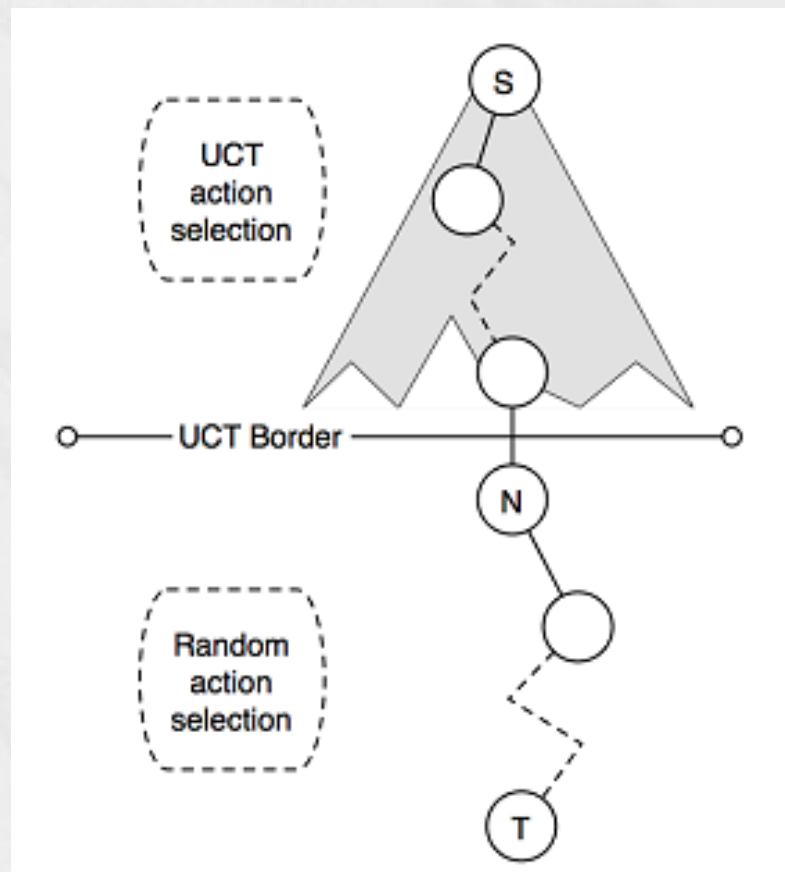 S
UCT
action
selection
UCT Border
N
Random
action
selection
T